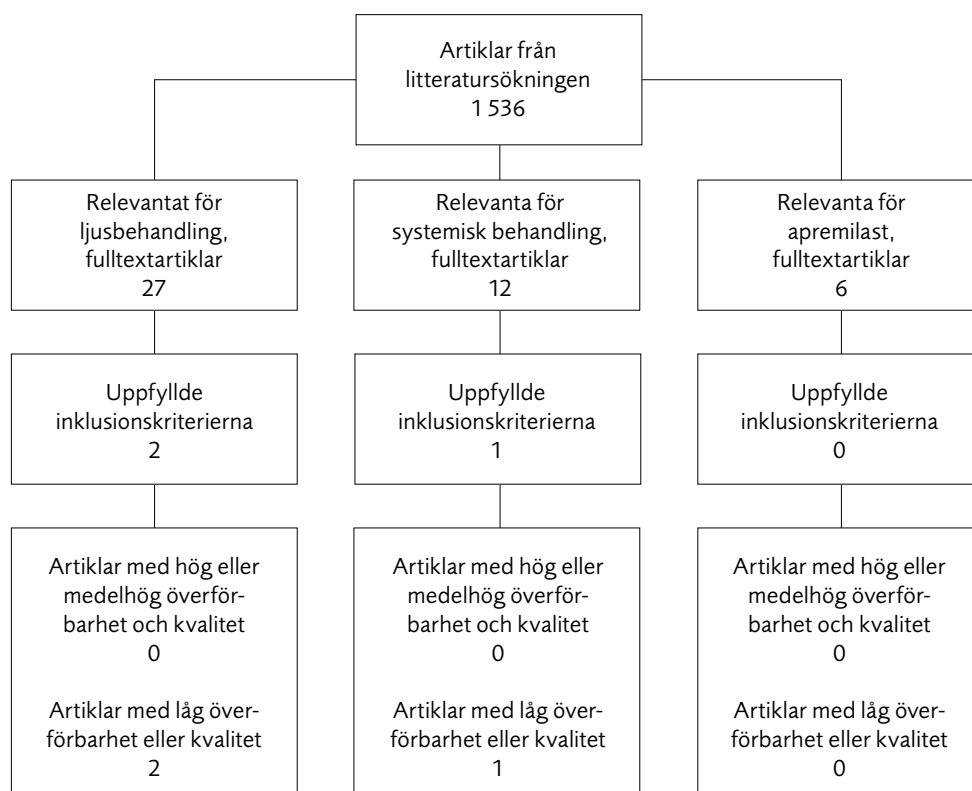 Artiklar från
litteratursökningen
1 536
Relevantat för
ljusbehandling,
fulltextartiklar
27
Relevanta för
systemisk behandling,
fulltextartiklar
12
Relevanta för
apremilast,
fulltextartiklar
6
Uppfyllde
inklusionskriterierna
2
Uppfyllde
inklusionskriterierna
1
Uppfyllde
inklusionskriterierna
0
Artiklar med hög eller
medelhög överför-
barhet och kvalitet
0
Artiklar med låg över-
förbarhet eller kvalitet
2
Artiklar med hög eller
medelhög överför-
barhet och kvalitet
0
Artiklar med låg över-
förbarhet eller kvalitet
1
Artiklar med hög eller
medelhög överför-
barhet och kvalitet
0
Artiklar med låg över-
förbarhet eller kvalitet
0